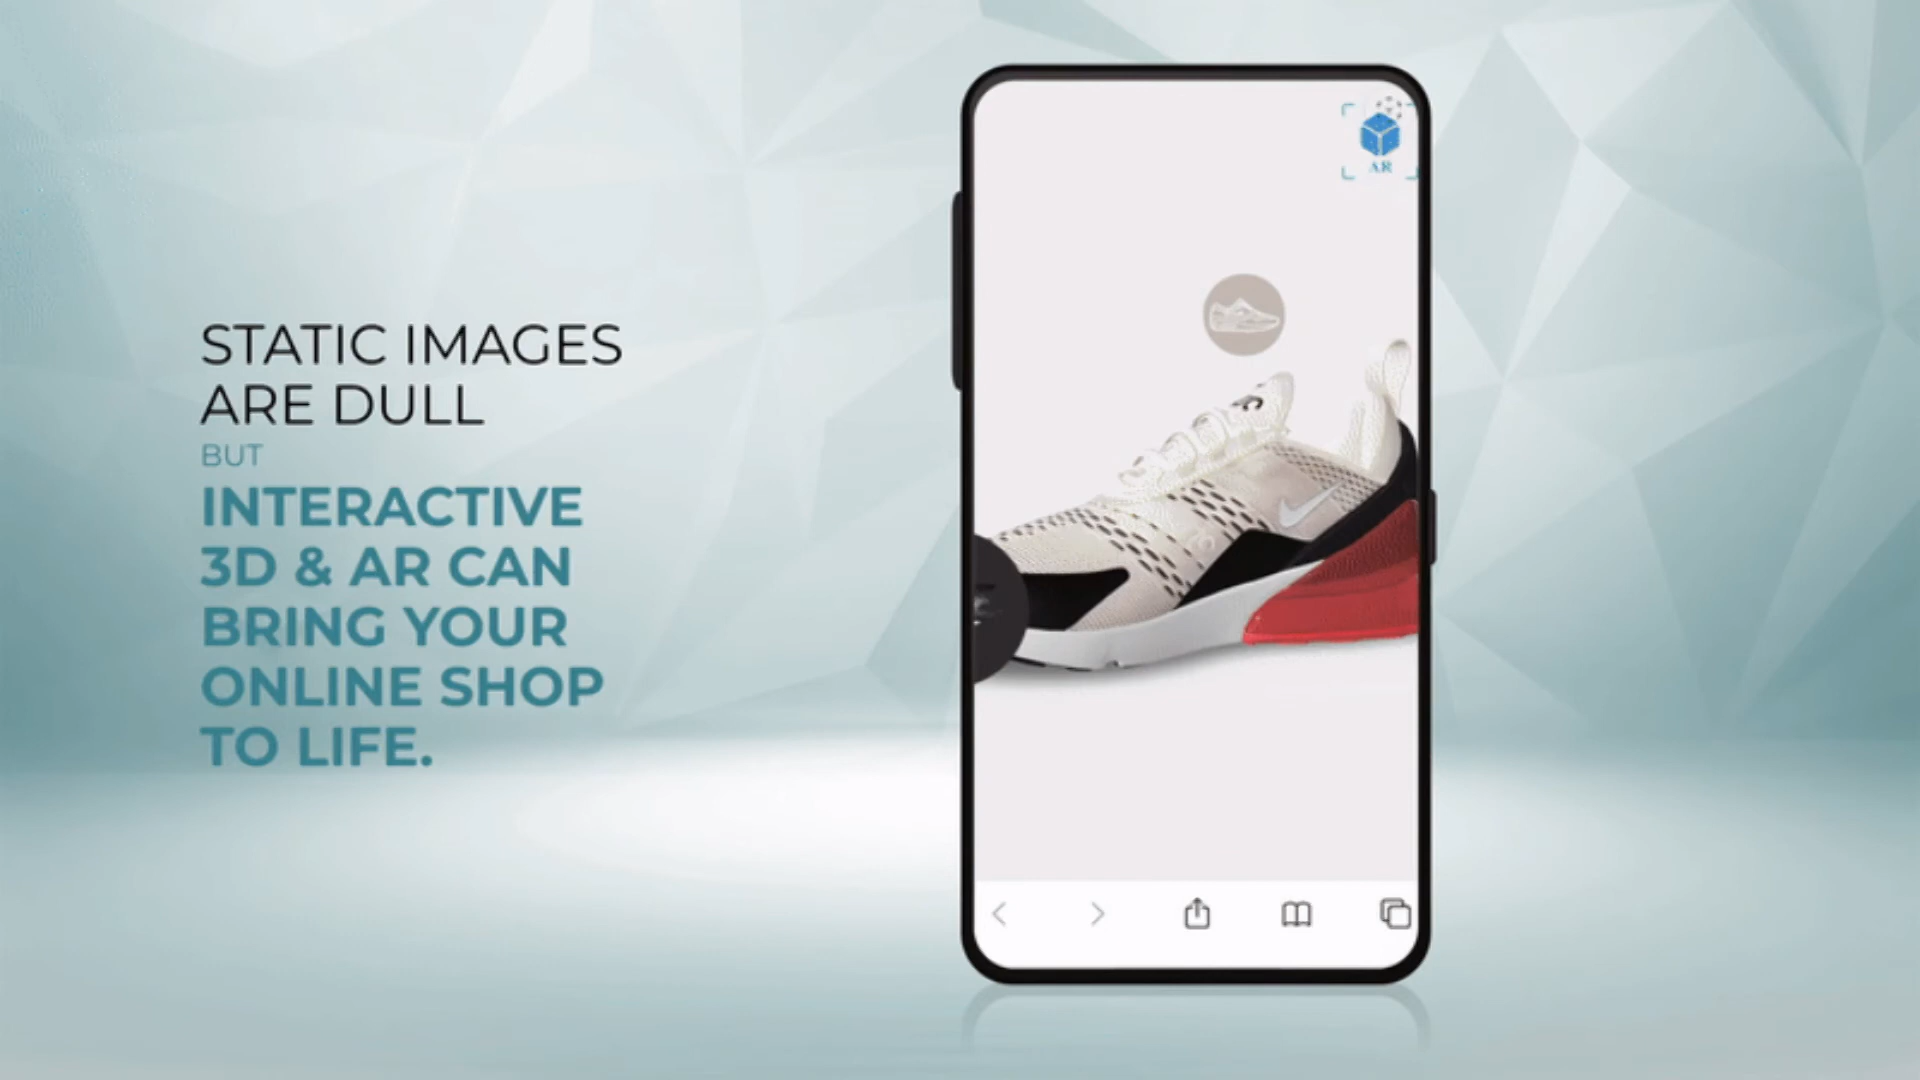 STATIC IMAGES
ARE DULL
BUT
INTERACTIVE
3D & AR CAN
BRING YOUR
ONLINE SHOP
TO LIFE.
AR